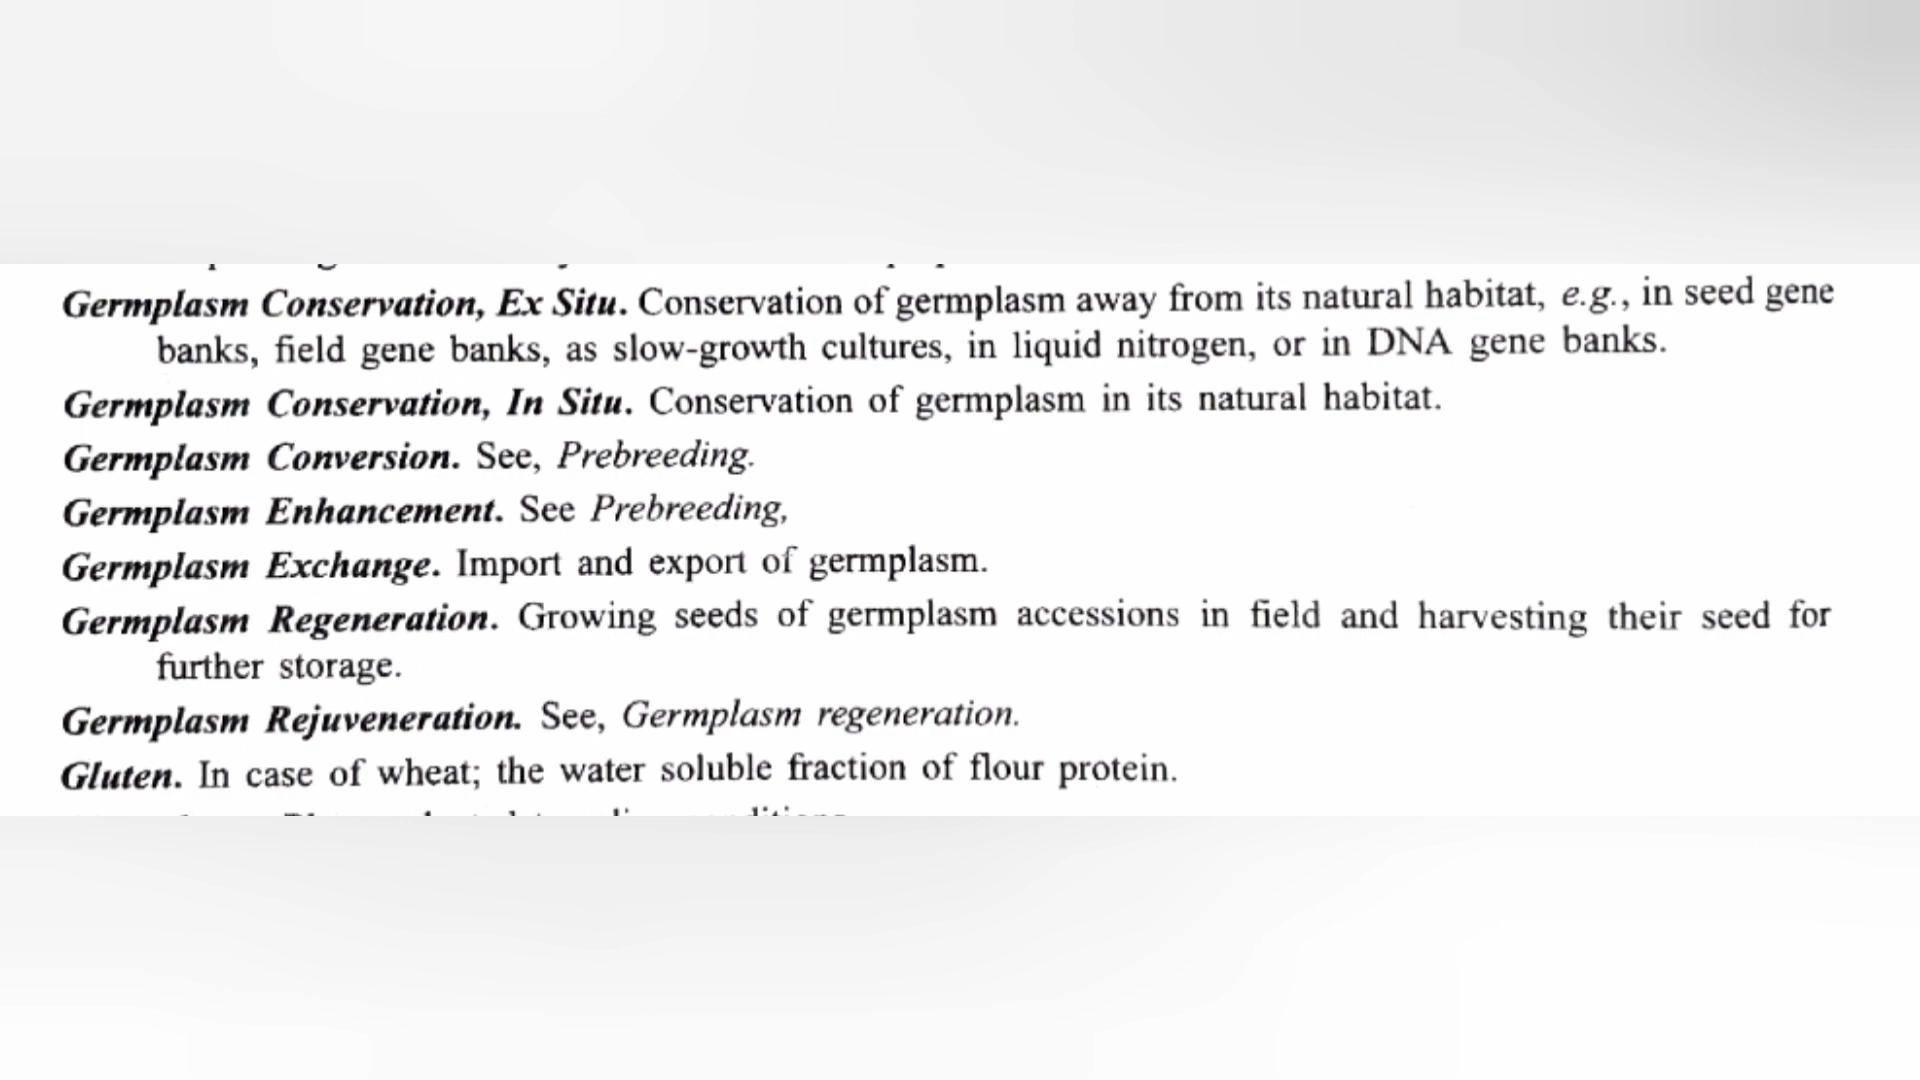 Germplasm Conservation, Ex Situ. Conservation of germplasm away from its natural habitat, e.g., in seed gene
banks, field gene banks, as slow-growth cultures, in liquid nitrogen, or in DNA gene banks.
Germplasm Conservation, In Situ. Conservation of germplasm in its natural habitat.
Germplasm Conversion. See, Prebreeding.
Germplasm Enhancement. See Prebreeding,
Germplasm Exchange. Import and export of germplasm.
Germplasm Regeneration. Growing seeds of germplasm accessions in field and harvesting their seed for
further storage.
Germplasm Rejuveneration. See, Germplasm regeneration.
Gluten. In case of wheat; the water soluble fraction of flour protein.